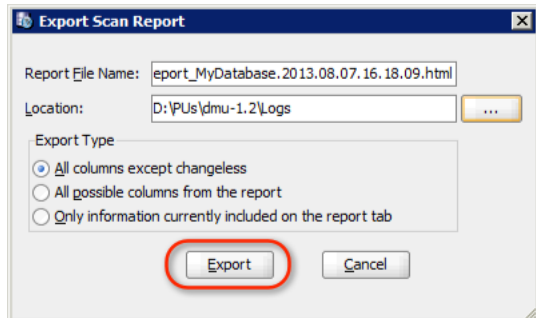 Export Scan Report
Report File Name: eport_MyDatabase.2013.08.07.16.18.09.html
Location: D:\PUs\dmu-1.2\Logs ...
Export Type
All columns except changeless
All possible columns from the report
Only information currently included on the report tab
Export Cancel